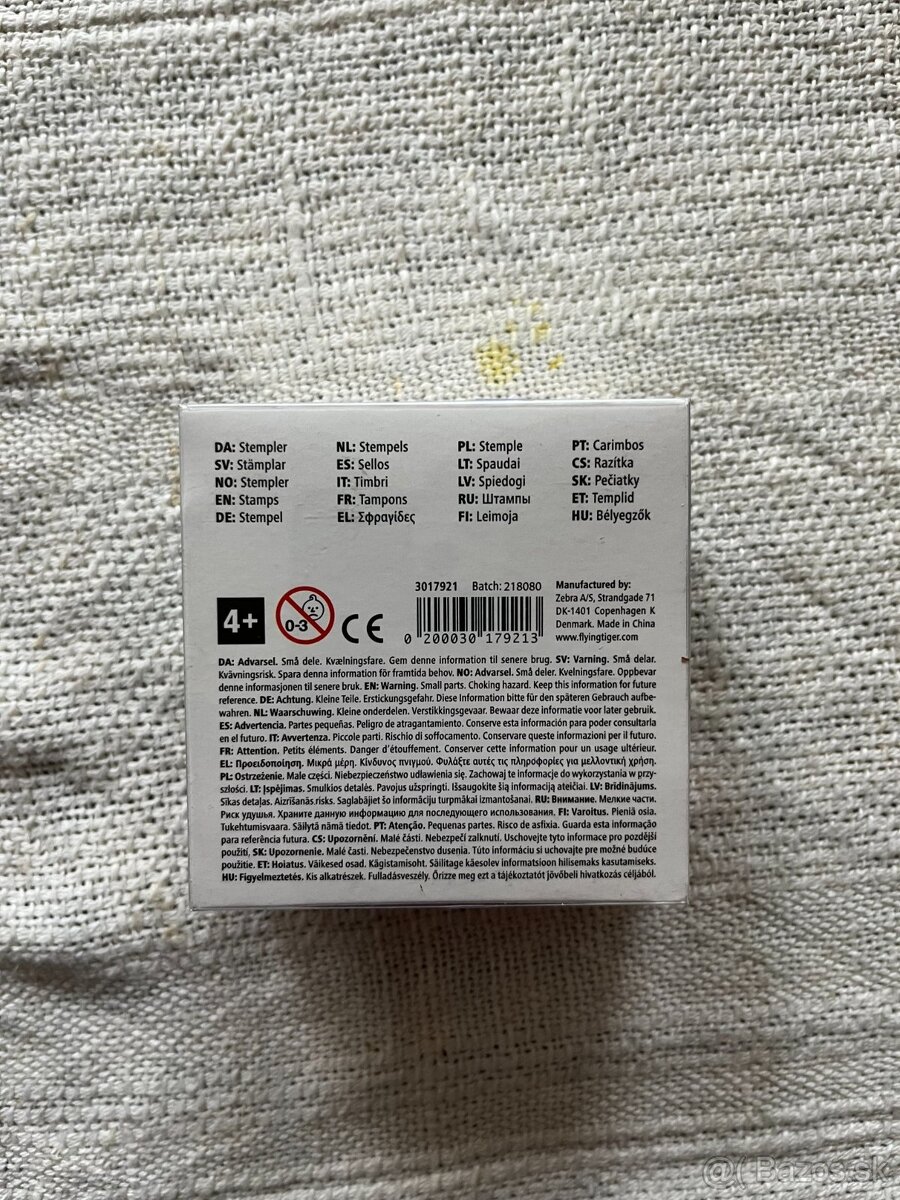 DA: Stempler
SV: Stämplar
NO: Stempler
EN: Stamps
DE: Stempel
NL: Stempels
ES: Sellos
IT: Timbri
FR: Tampons
EL: Σφραγίδες
PL: Stemple
LT: Spaudai
LV: Spiedogi
RU: Штампы
FI: Leimoja
PT: Carimbos
CS: Razítka
SK: Pečiatky
ET: Templid
HU: Bélyegzők
4+
0-3
CE
3017921 Batch: 218080
0 200030 179213
Manufactured by:
Zebra A/S, Strandgade 71
DK-1401 Copenhagen K
Denmark. Made in China
www.flyingtiger.com
DA: Advarsel. Små dele. Kvælningsfare. Gem denne information til senere brug. SV: Varning. Små delar.
Kvävningsrisk. Spara denna information för framtida behov. NO: Advarsel. Små deler. Kvelningsfare. Oppbevar
denne informasjonen til senere bruk. EN: Warning. Small parts. Choking hazard. Keep this information for future
reference. DE: Achtung. Kleine Teile. Erstickungsgefahr. Diese Information bitte für den späteren Gebrauch aufbe-
wahren. NL: Waarschuwing. Kleine onderdelen. Verstikkingsgevaar. Bewaar deze informatie voor later gebruik.
ES: Advertencia. Partes pequeñas. Peligro de atragantamiento. Conserve esta información para poder consultarla
en el futuro. IT: Avvertenza. Piccole parti. Rischio di soffocamento. Conservare queste informazioni per il futuro.
FR: Attention. Petits éléments. Danger d'étouffement. Conserver cette information pour un usage ultérieur.
EL: Προειδοποίηση. Μικρά μέρη. Κίνδυνος πνιγμού. Φυλάξτε αυτές τις πληροφορίες για μελλοντική χρήση.
PL: Ostrzeżenie. Małe części. Niebezpieczeństwo udławienia się. Zachowaj te informacje do wykorzystania w przy-
szłości. LT: Įspėjimas. Smulkios detalės. Pavojus užspringti. Išsaugokite šią informaciją ateičiai. LV: Brīdinājums.
Sīkas detaļas. Aizrīšanās risks. Saglabājiet šo informāciju turpmākai izmantošanai. RU: Внимание. Мелкие части.
Риск удушья. Храните данную информацию для последующего использования. FI: Varoitus. Pieniä osia.
Tukehtumisvaara. Säilytä nämä tiedot. PT: Atenção. Pequenas partes. Risco de asfixia. Guarda esta informação
para referência futura. CS: Upozornění. Malé části. Nebezpečí zalknutí. Uschovejte tyto informace pro pozdější
použití, SK: Upozornenie. Malé časti. Nebezpečenstvo dusenia. Túto informáciu si uchovajte pre možné budúce
použitie. ET: Hoiatus. Väikesed osad. Kägistamisoht. Säilitage käesolev informatsioon hilisemaks kasutamiseks.
HU: Figyelmeztetés. Kis alkatrészek. Fulladásveszély. Őrizze meg ezt a tájékoztatót jövőbeli hivatkozás céljából.
@( Bazos.sk